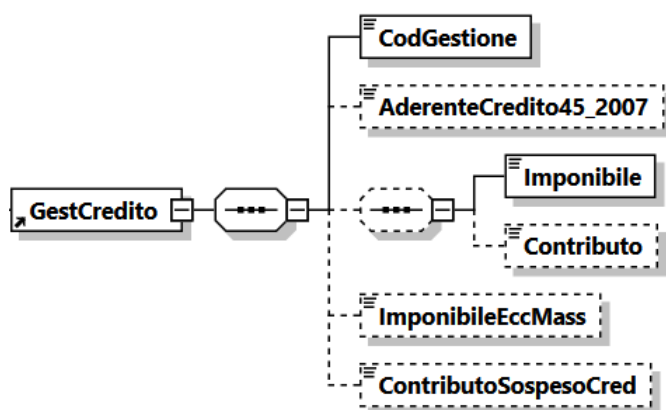 CodGestione
AderenteCredito45_2007
GestCredito
Imponibile
Contributo
ImponibileEccMass
ContributoSospesoCred